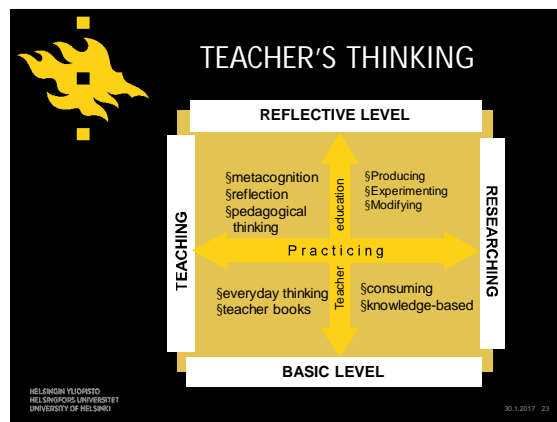 TEACHER'S THINKING
REFLECTIVE LEVEL
§metacognition
§reflection
§pedagogical
thinking
§Producing
§Experimenting
§Modifying
TEACHING
Teacher education
Practicing
RESEARCHING
§everyday thinking
§teacher books
§consuming
§knowledge-based
BASIC LEVEL
HELSINGIN YLIOPISTO
HELSINGFORS UNIVERSITET
UNIVERSITY OF HELSINKI
30.1.2017 23